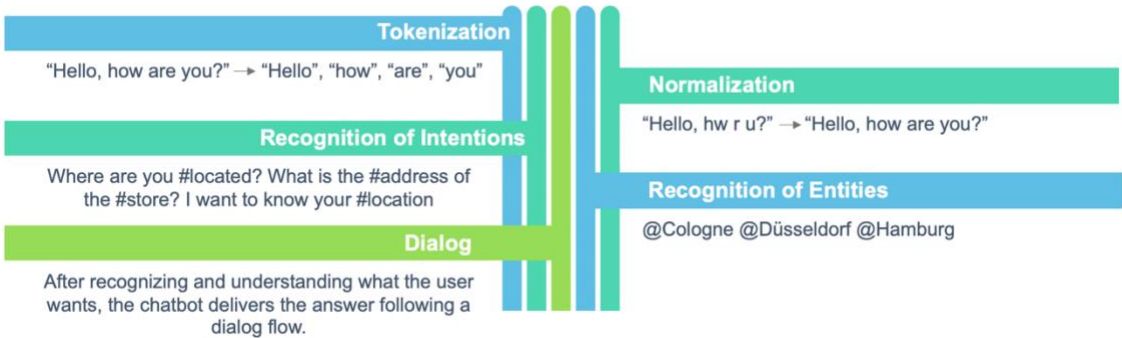 Tokenization
“Hello, how are you?” → “Hello”, “how”, “are”, “you”
Normalization
“Hello, hw r u?” → “Hello, how are you?”
Recognition of Intentions
Where are you #located? What is the #address of
the #store? I want to know your #location
Recognition of Entities
@Cologne @Düsseldorf @Hamburg
Dialog
After recognizing and understanding what the user
wants, the chatbot delivers the answer following a
dialog flow.